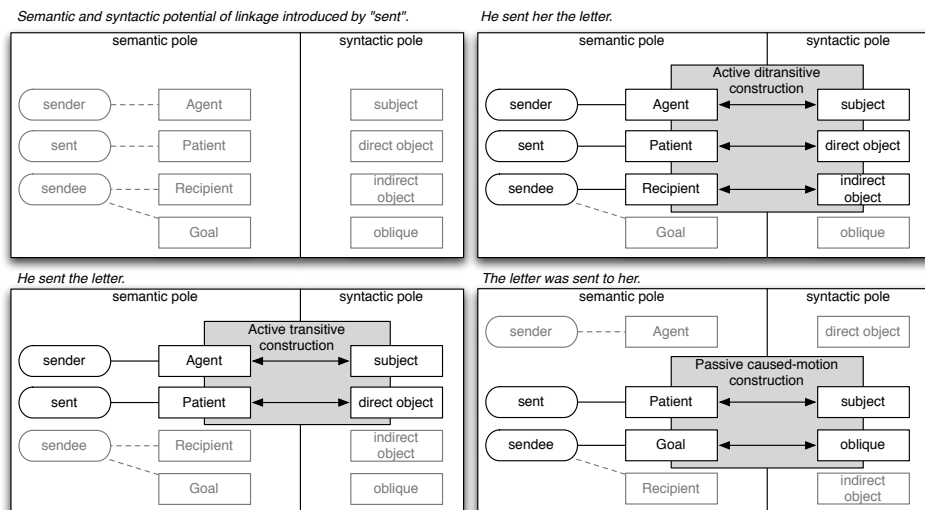 Semantic and syntactic potential of linkage introduced by "sent".
semantic pole
syntactic pole
sender
Agent
subject
sent
Patient
direct object
sendee
Recipient
indirect
object
Goal
oblique
He sent her the letter.
semantic pole
syntactic pole
Active ditransitive
construction
sender
Agent
subject
sent
Patient
direct object
sendee
Recipient
indirect
object
Goal
oblique
He sent the letter.
semantic pole
syntactic pole
Active transitive
construction
sender
Agent
subject
sent
Patient
direct object
sendee
Recipient
indirect
object
Goal
oblique
The letter was sent to her.
semantic pole
syntactic pole
sender
Agent
direct object
Passive caused-motion
construction
sent
Patient
subject
sendee
Goal
oblique
Recipient
indirect
object